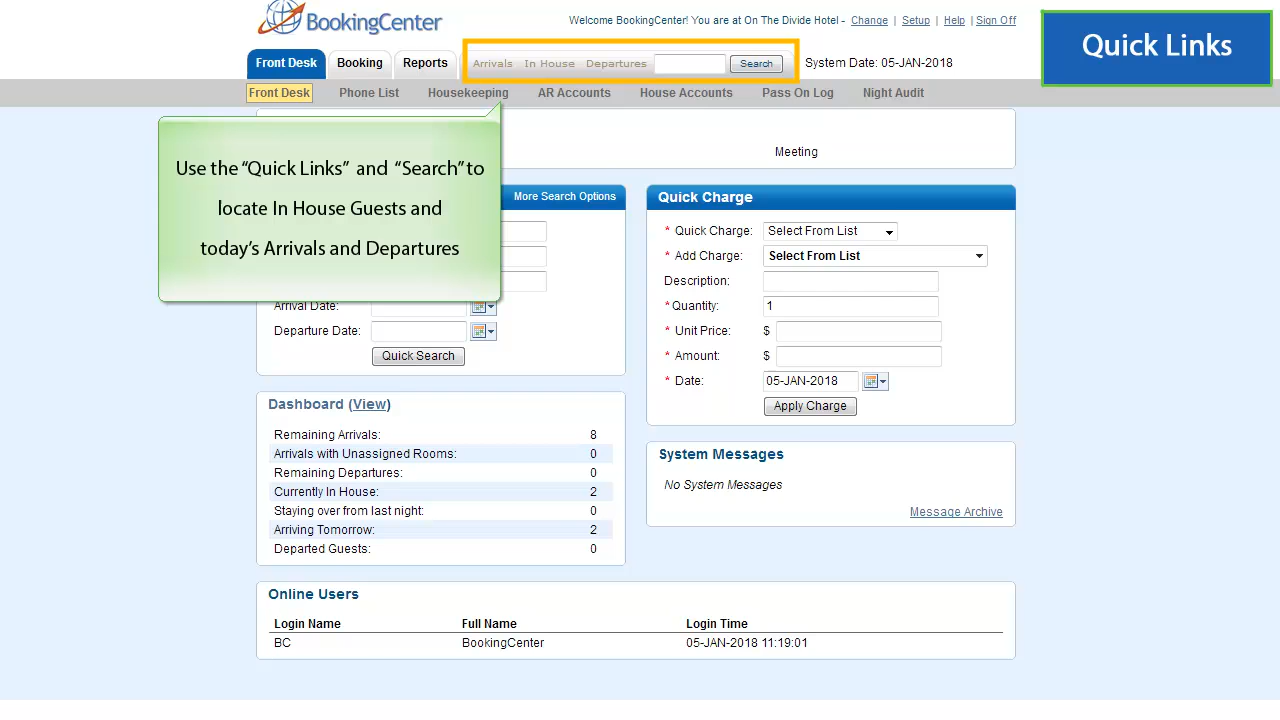 BookingCenter
Welcome BookingCenter! You are at On The Divide Hotel - Change | Setup | Help | Sign Off
Quick Links
Front Desk Booking Reports Arrivals In House Departures Search System Date: 05-JAN-2018
Front Desk Phone List Housekeeping AR Accounts House Accounts Pass On Log Night Audit
Meeting
Use the “Quick Links” and “Search” to
locate In House Guests and
today’s Arrivals and Departures
More Search Options
Arrival Date:
Departure Date:
Quick Search
Quick Charge
* Quick Charge: Select From List
* Add Charge: Select From List
Description:
*Quantity: 1
* Unit Price: $
* Amount: $
* Date: 05-JAN-2018
Apply Charge
Dashboard (View)
Remaining Arrivals: 8
Arrivals with Unassigned Rooms: 0
Remaining Departures: 0
Currently In House: 2
Staying over from last night: 0
Arriving Tomorrow: 2
Departed Guests: 0
System Messages
No System Messages
Message Archive
Online Users
Login Name Full Name Login Time
BC BookingCenter 05-JAN-2018 11:19:01